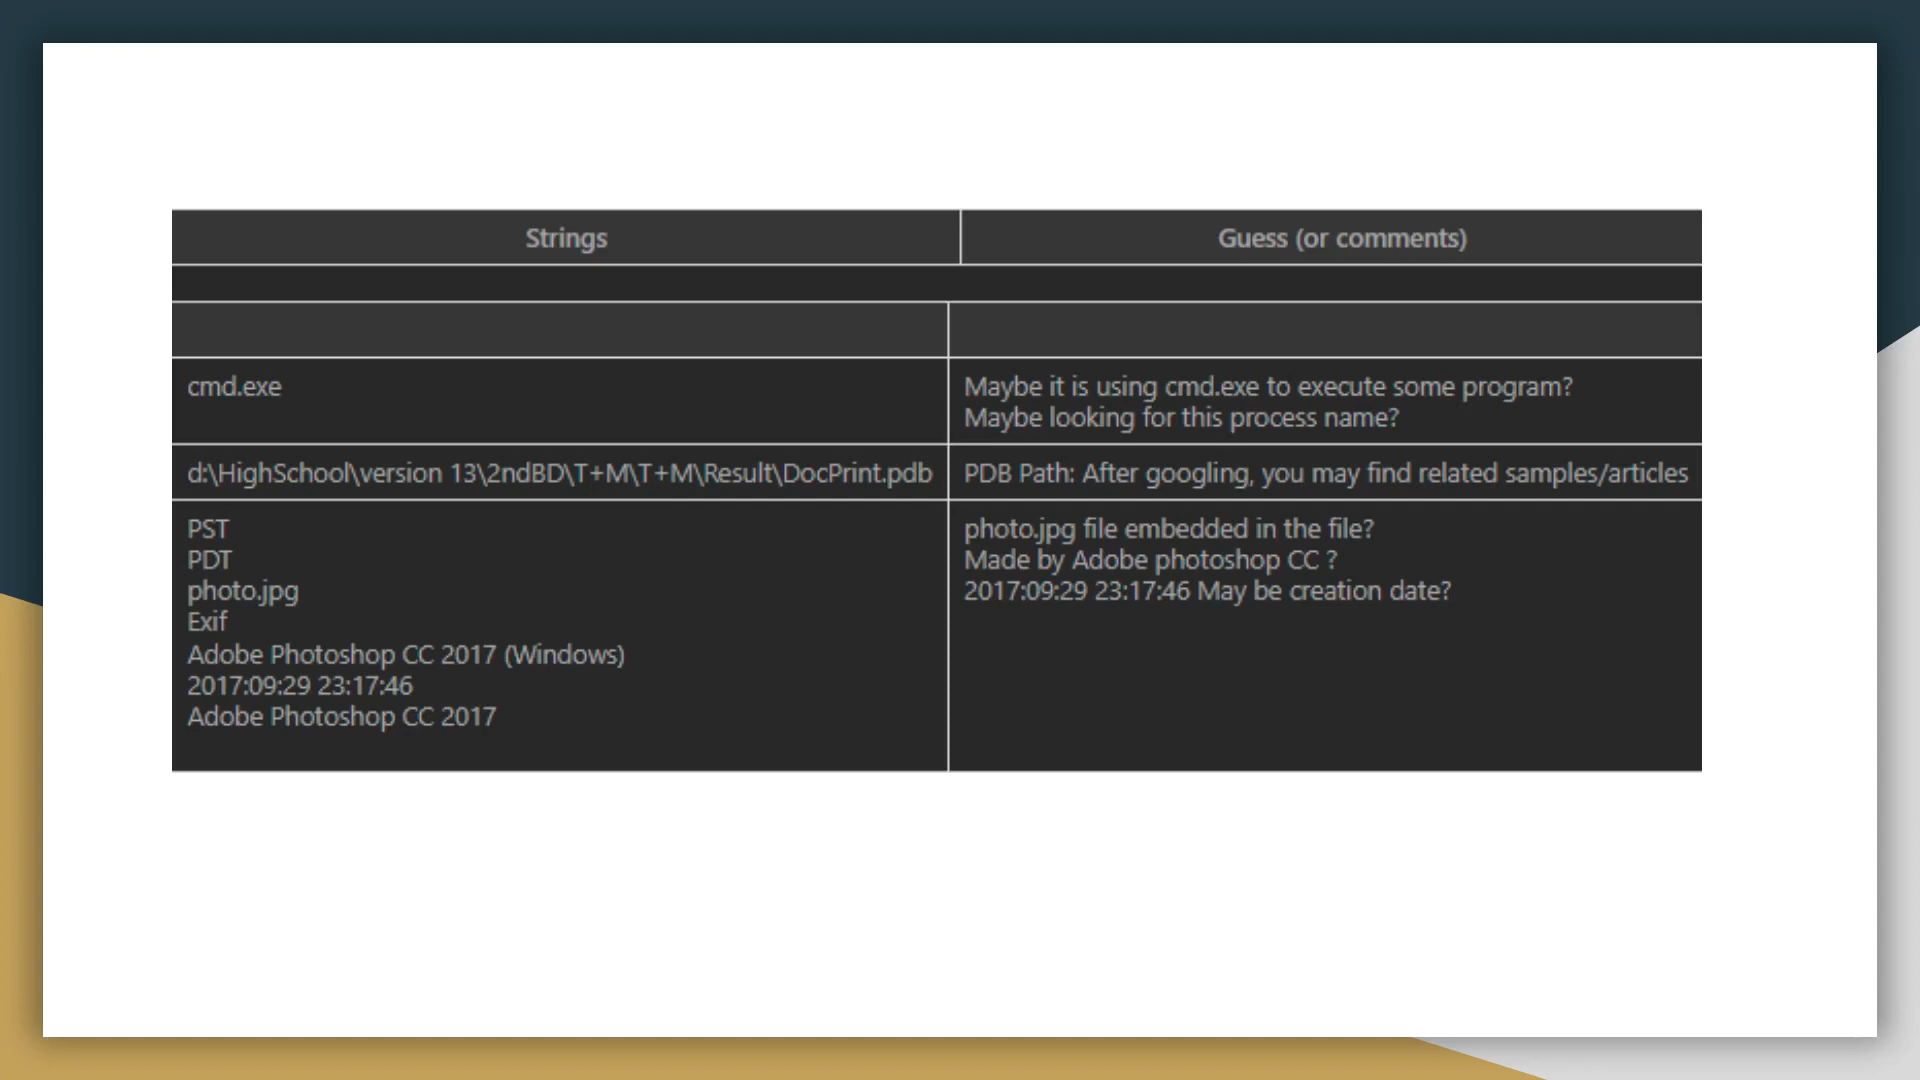 Strings
Guess (or comments)
cmd.exe
Maybe it is using cmd.exe to execute some program?
Maybe looking for this process name?
d:\HighSchool\version 13\2ndBD\T+M\T+M\Result\DocPrint.pdb
PDB Path: After googling, you may find related samples/articles
PST
PDT
photo.jpg
Exif
Adobe Photoshop CC 2017 (Windows)
2017:09:29 23:17:46
Adobe Photoshop CC 2017
photo.jpg file embedded in the file?
Made by Adobe photoshop CC ?
2017:09:29 23:17:46 May be creation date?